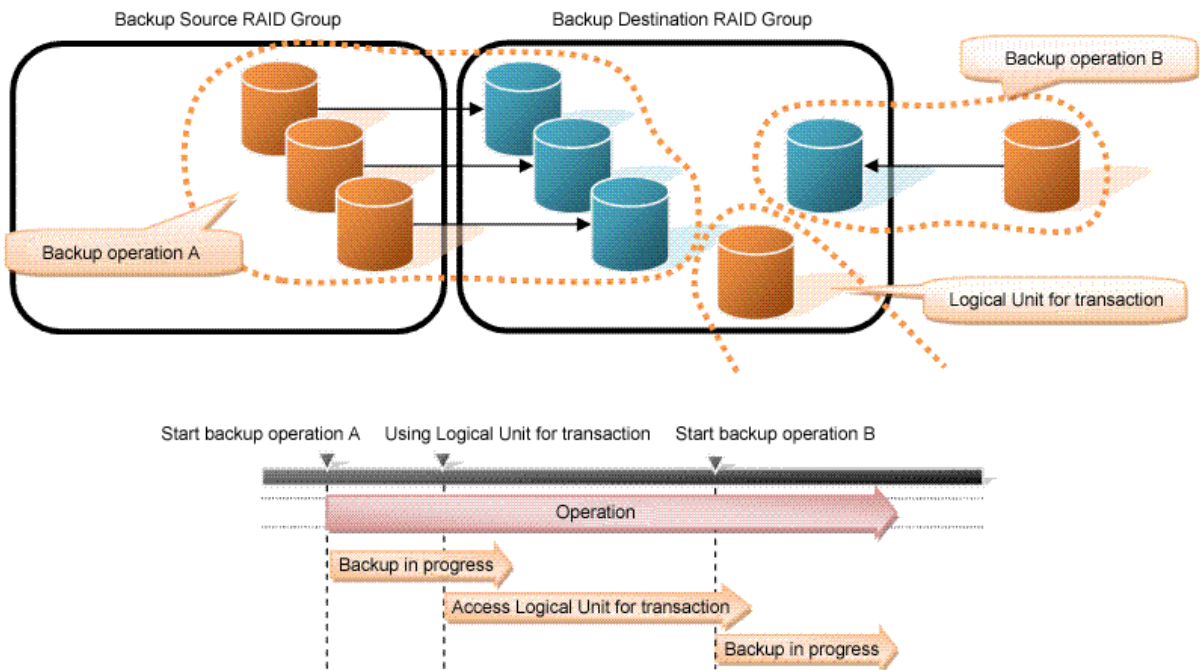 Backup Source RAID Group
Backup Destination RAID Group
Backup operation B
Backup operation A
Logical Unit for transaction
Start backup operation A
Using Logical Unit for transaction
Start backup operation B
Operation
Backup in progress
Access Logical Unit for transaction
Backup in progress